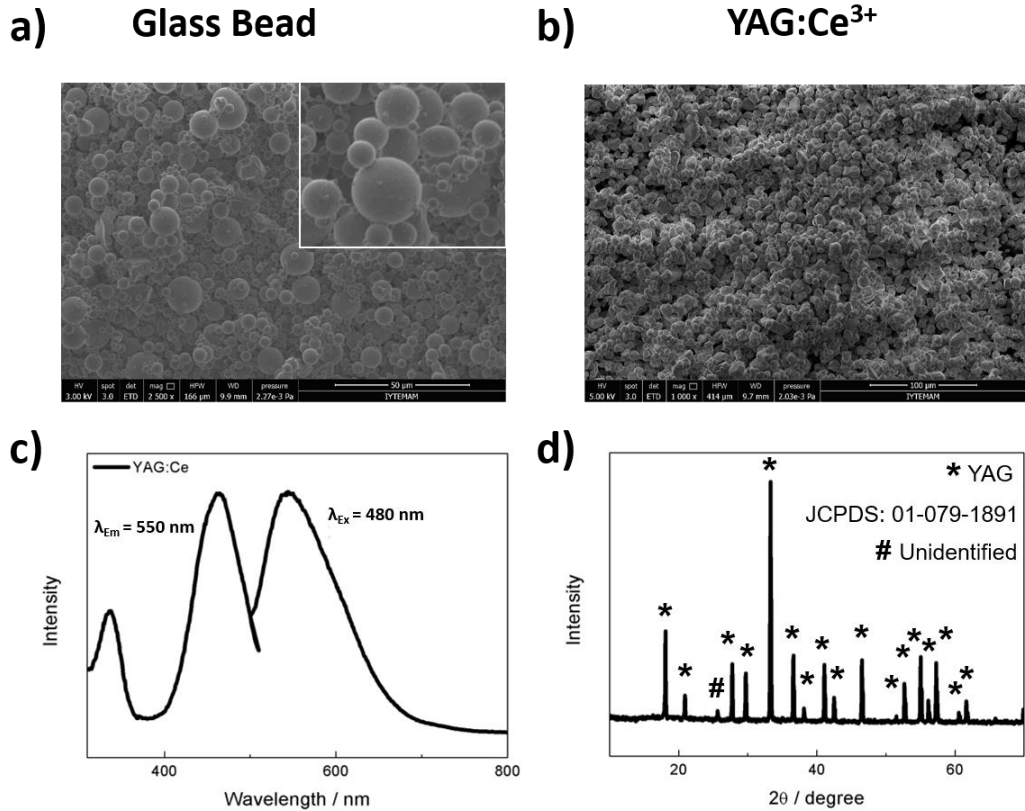 a) Glass Bead
b) YAG:Ce³⁺
HV spot det mag □ HFW WD pressure 50 µm
3.00 kV 3.0 ETD 2 500 x 166 µm 9.9 mm 2.27e-3 Pa IYTEMAM
HV spot det mag □ HFW WD pressure 100 µm
5.00 kV 3.0 ETD 1 000 x 414 µm 9.7 mm 2.03e-3 Pa IYTEMAM
c)
YAG:Ce
λEm = 550 nm
λEx = 480 nm
Intensity
400 600 800
Wavelength / nm
d)
* YAG
JCPDS: 01-079-1891
# Unidentified
* * # * * * * * * * * * * * * * * *
Intensity
20 40 60
2θ / degree